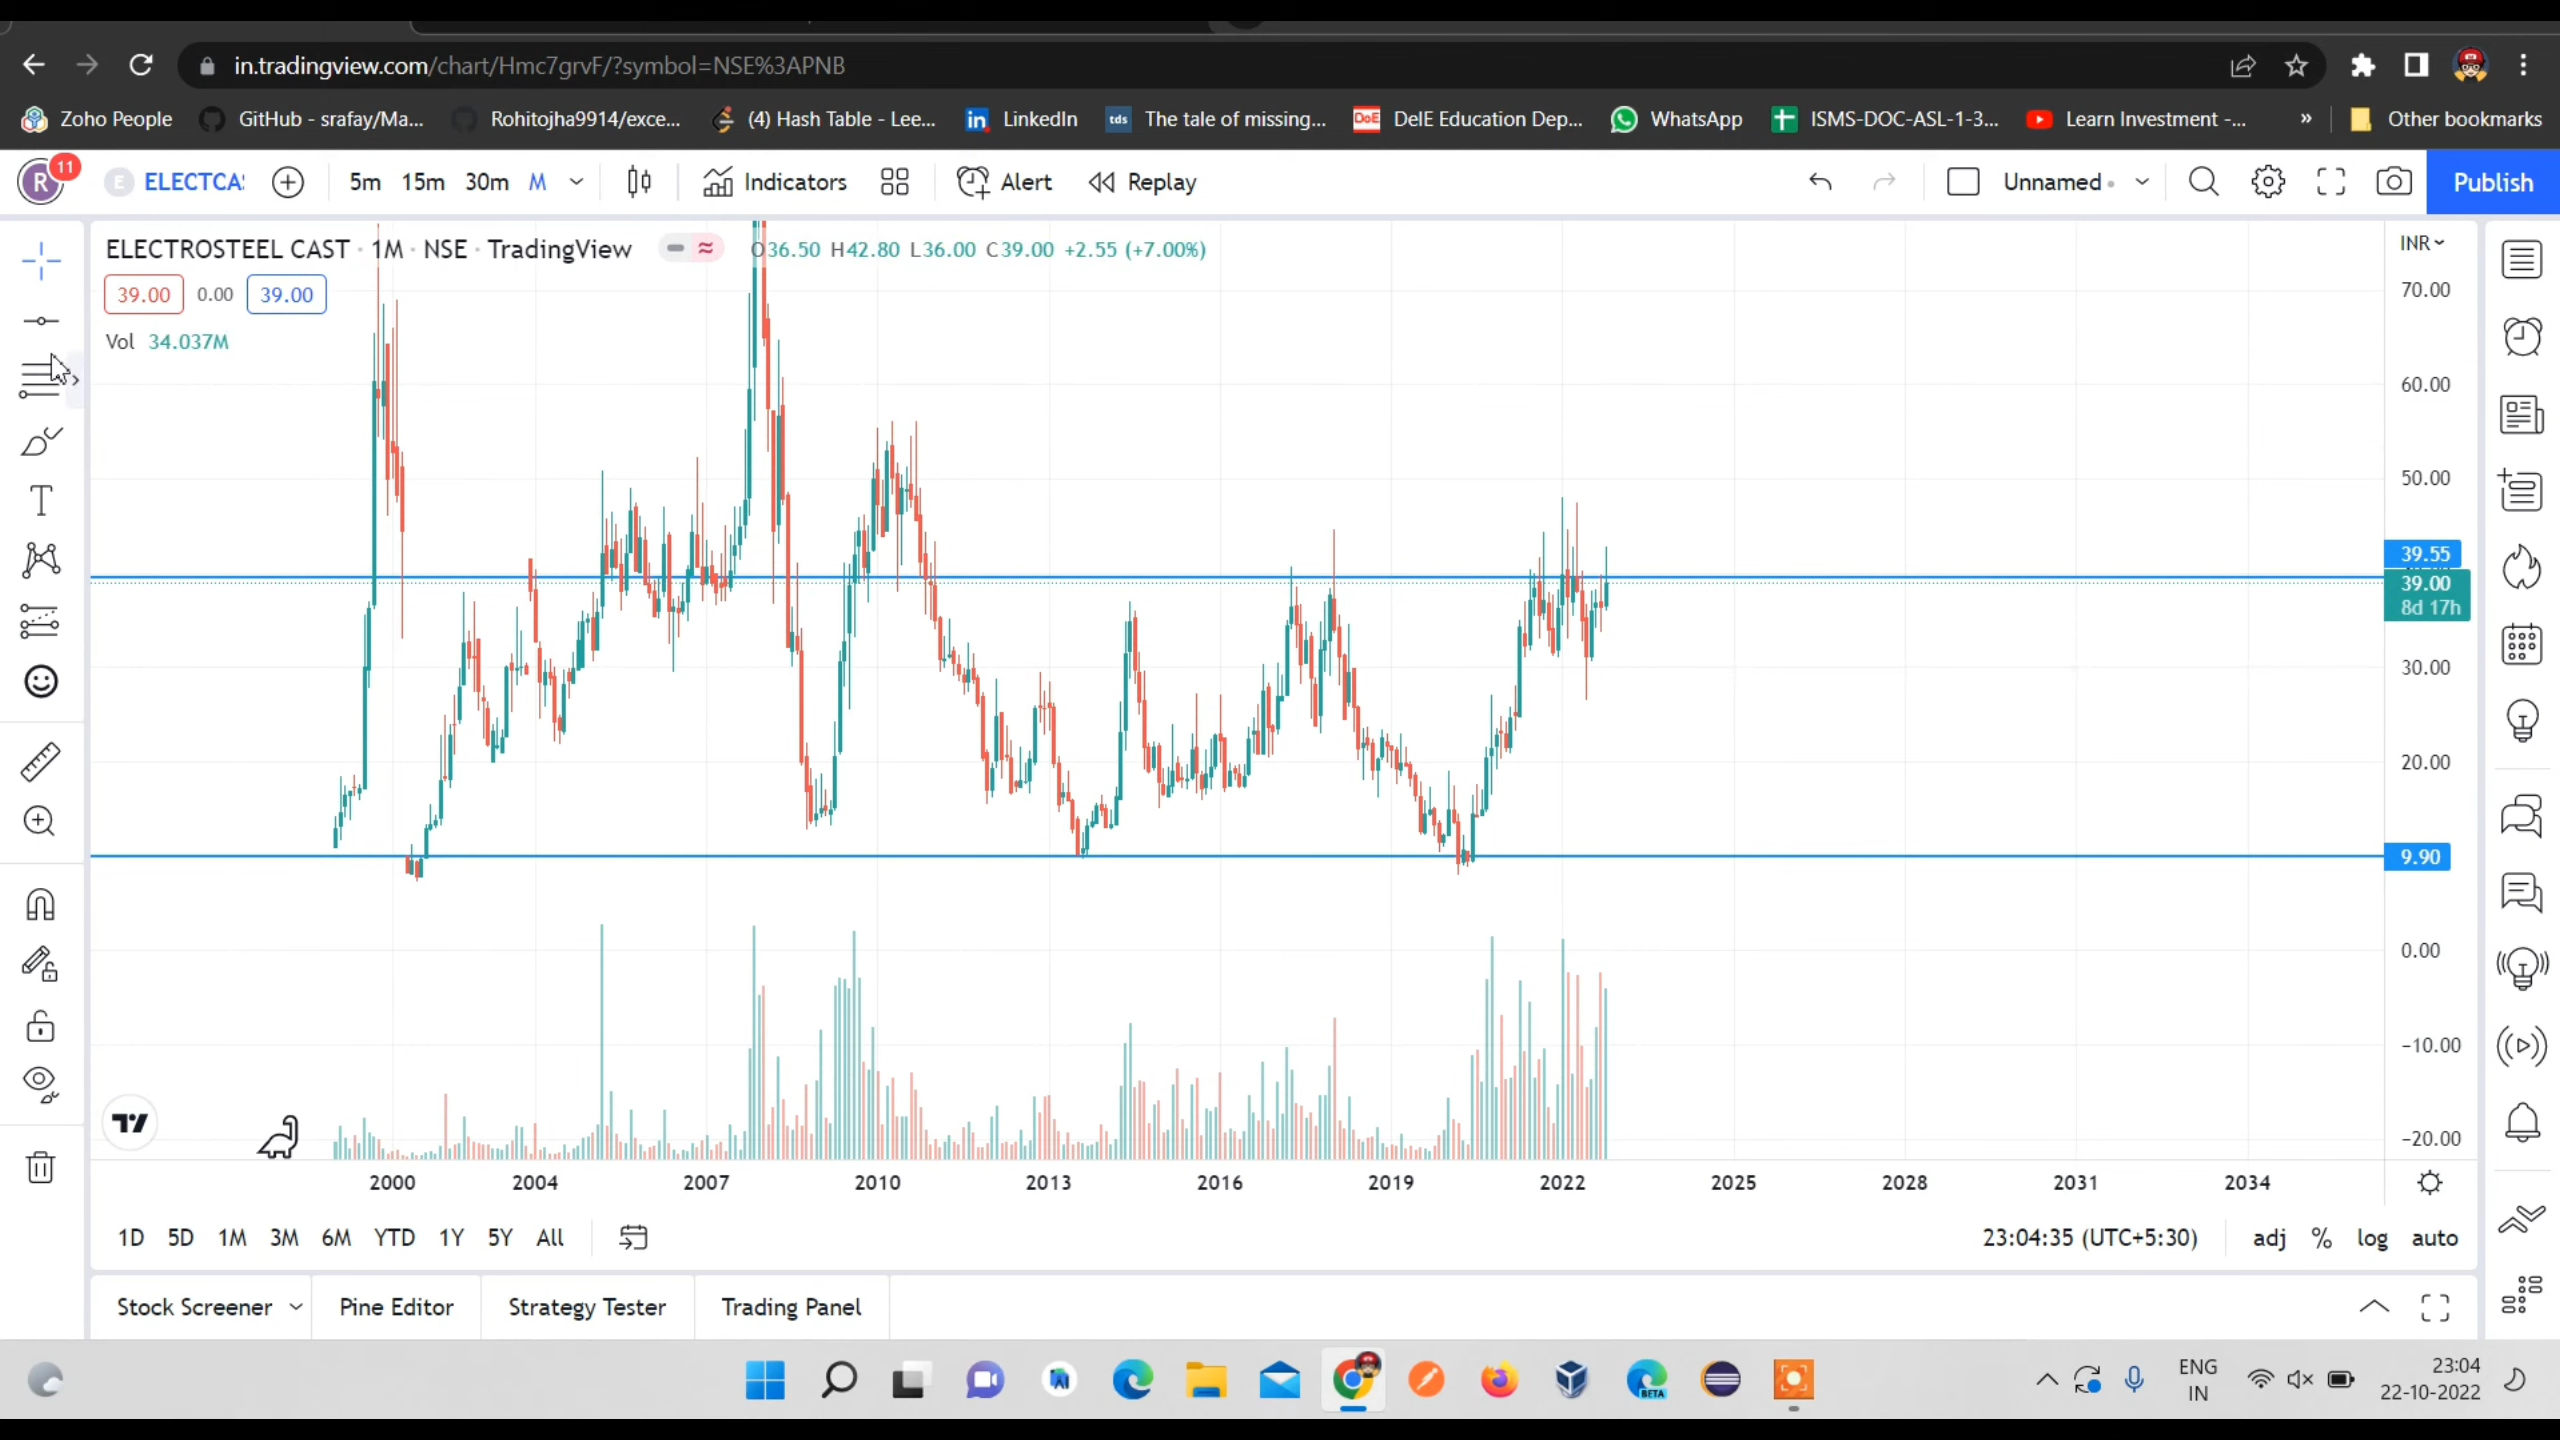 in.tradingview.com/chart/Hmc7grvF/?symbol=NSE%3APNB
Zoho People GitHub - srafay/Ma... Rohitojha9914/exce... (4) Hash Table - Lee... in LinkedIn tds The tale of missing... DoE DelE Education Dep... WhatsApp ISMS-DOC-ASL-1-3... Learn Investment -... » Other bookmarks
R 11 E ELECTCA 5m 15m 30m M Indicators Alert Replay Unnamed Publish
ELECTROSTEEL CAST · 1M · NSE · TradingView O36.50 H42.80 L36.00 C39.00 +2.55 (+7.00%) INR
39.00 0.00 39.00
Vol 34.037M
70.00
60.00
50.00
39.55
39.00
8d 17h
30.00
20.00
9.90
0.00
−10.00
−20.00
2000 2004 2007 2010 2013 2016 2019 2022 2025 2028 2031 2034
1D 5D 1M 3M 6M YTD 1Y 5Y All 23:04:35 (UTC+5:30) adj % log auto
Stock Screener Pine Editor Strategy Tester Trading Panel
BETA
ENG
IN
23:04
22-10-2022